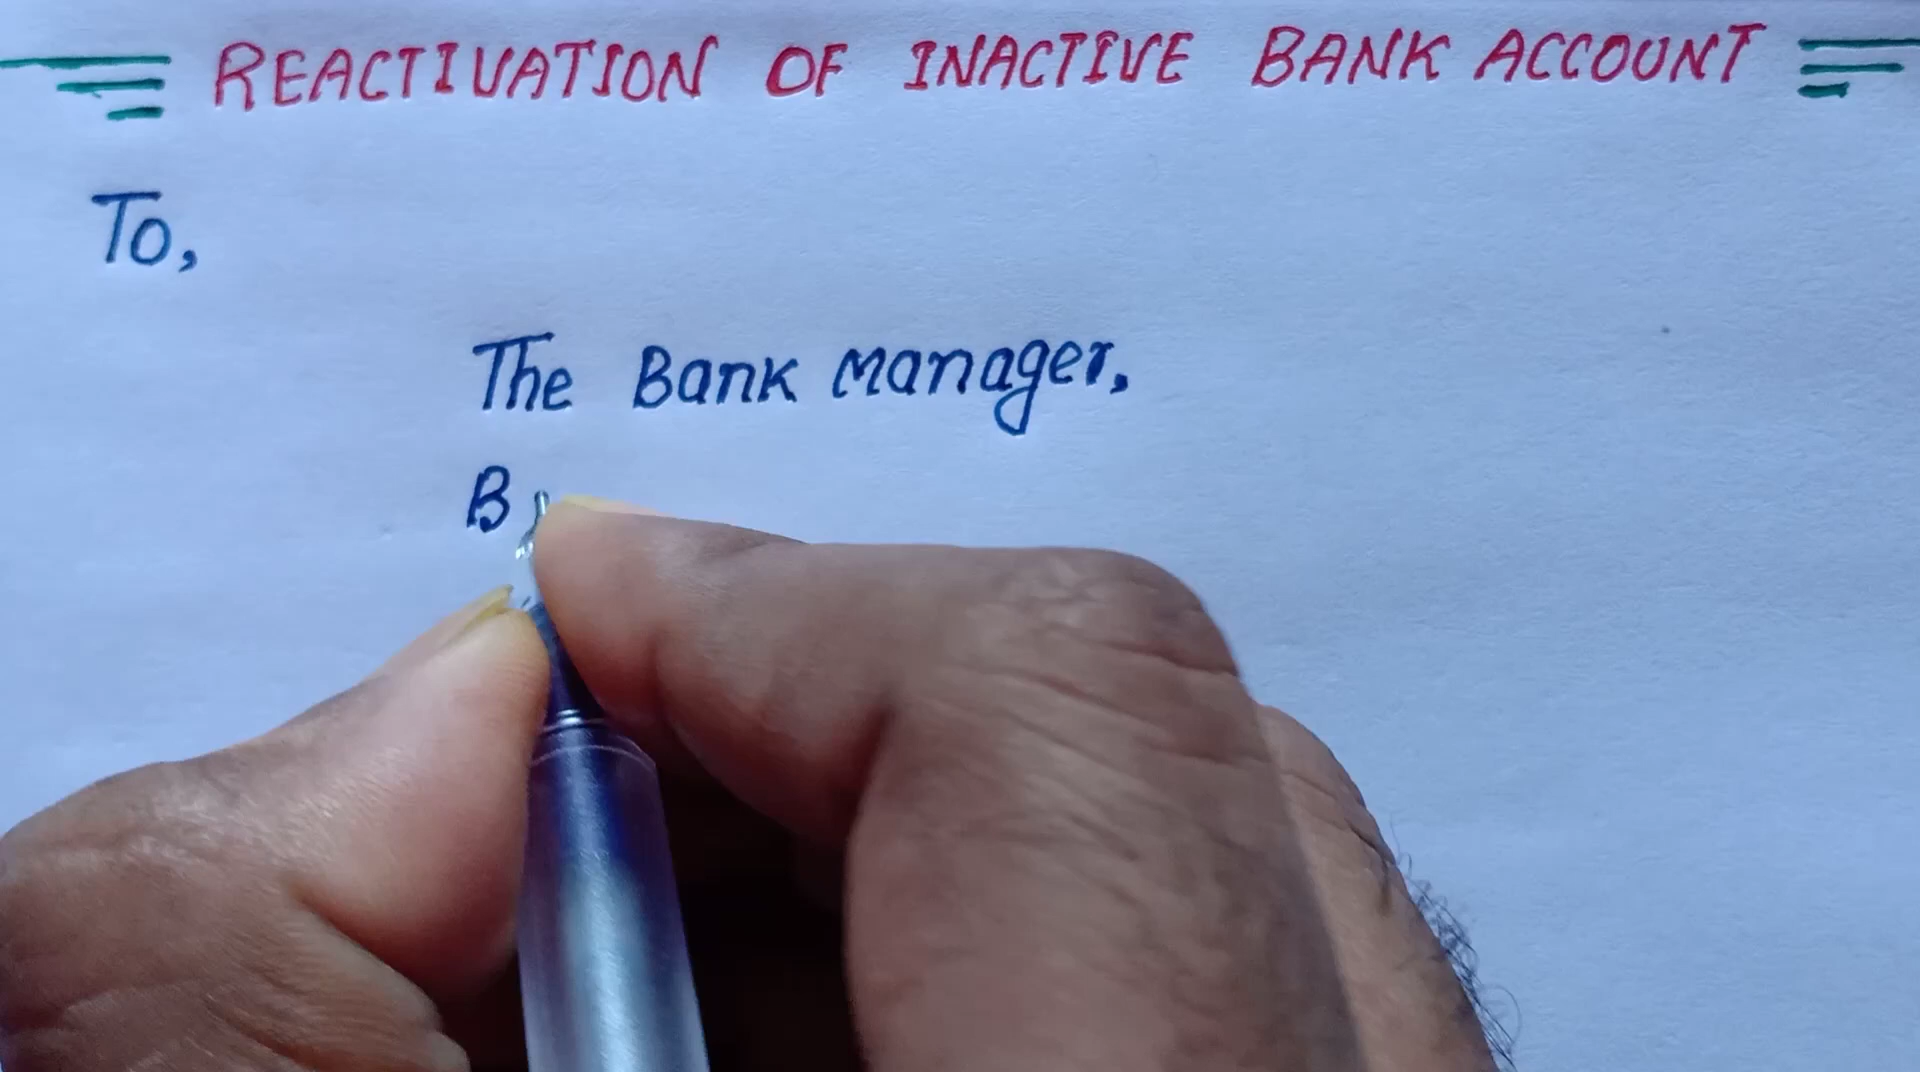 REACTIVATION OF INACTIVE BANK ACCOUNT
To,
The Bank Manager,
B